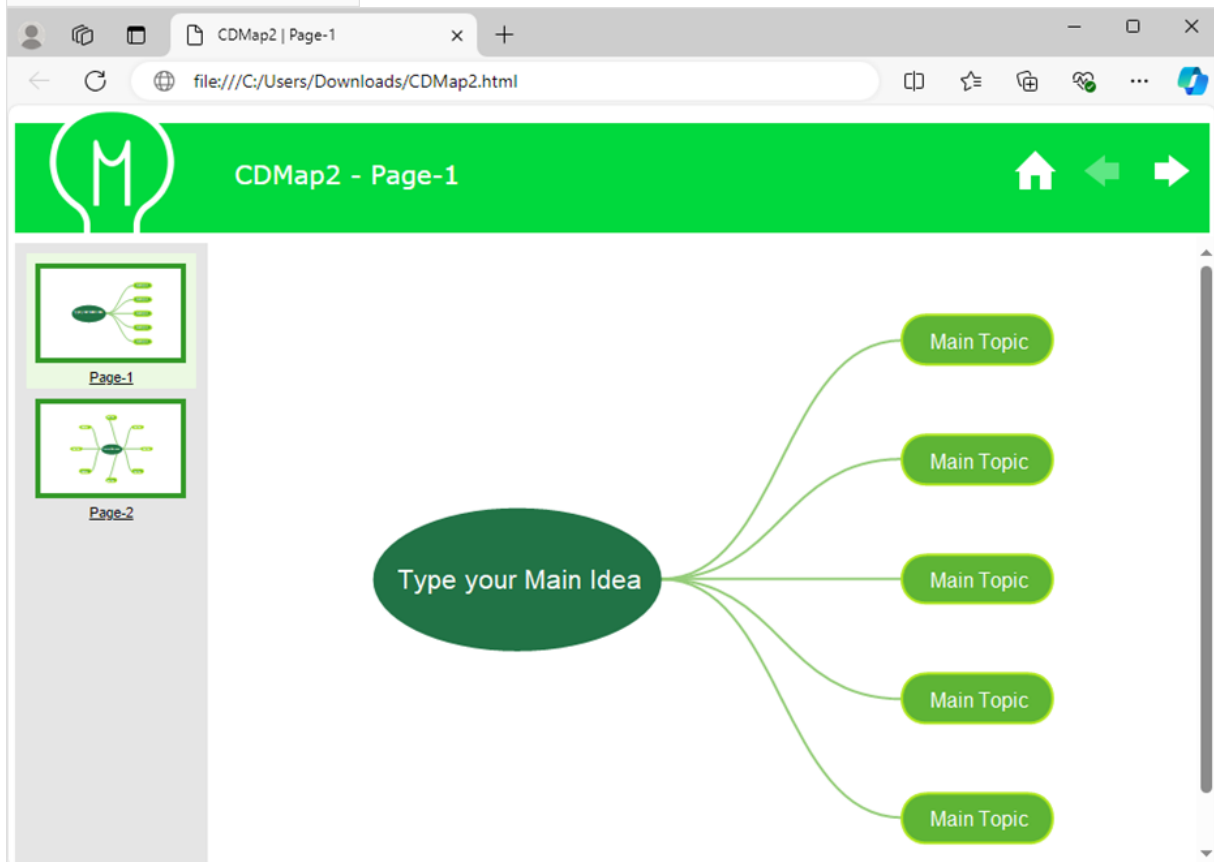 CDMap2 | Page-1
file:///C:/Users/Downloads/CDMap2.html
M
CDMap2 - Page-1
Page-1
Page-2
Main Topic
Main Topic
Type your Main Idea
Main Topic
Main Topic
Main Topic